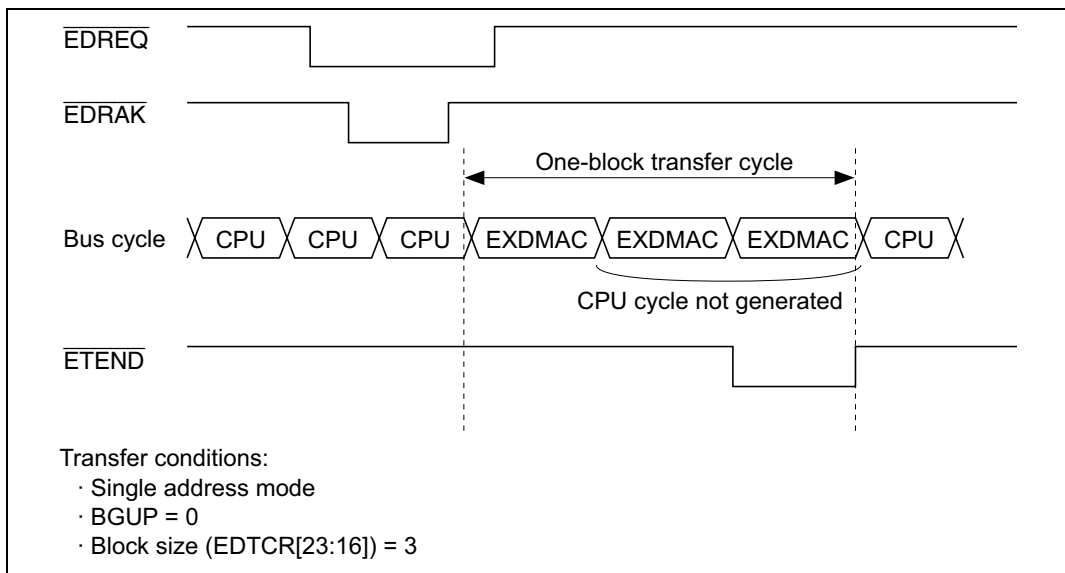 EDREQ
EDRAK
One-block transfer cycle
Bus cycle CPU CPU CPU EXDMAC EXDMAC EXDMAC CPU
CPU cycle not generated
ETEND
Transfer conditions:
· Single address mode
· BGUP = 0
· Block size (EDTCR[23:16]) = 3